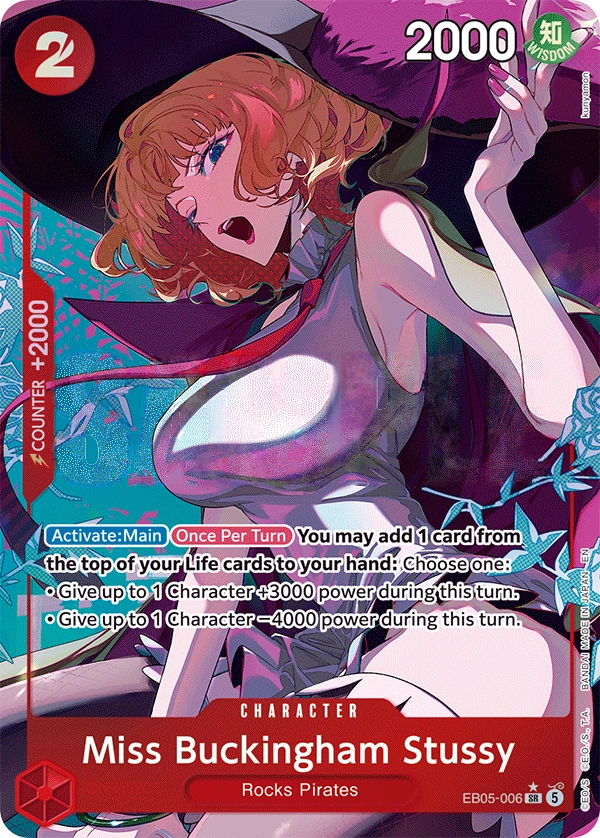 2
2000
知
WISDOM
kunyamon
COUNTER +2000
Activate:Main Once Per Turn You may add 1 card from
the top of your Life cards to your hand: Choose one:
• Give up to 1 Character +3000 power during this turn.
• Give up to 1 Character −4000 power during this turn.
CHARACTER
Miss Buckingham Stussy
Rocks Pirates
EB05-006 SR 5
©EO/S ©EO/S., T.A. BANDAI MADE IN JAPAN EN